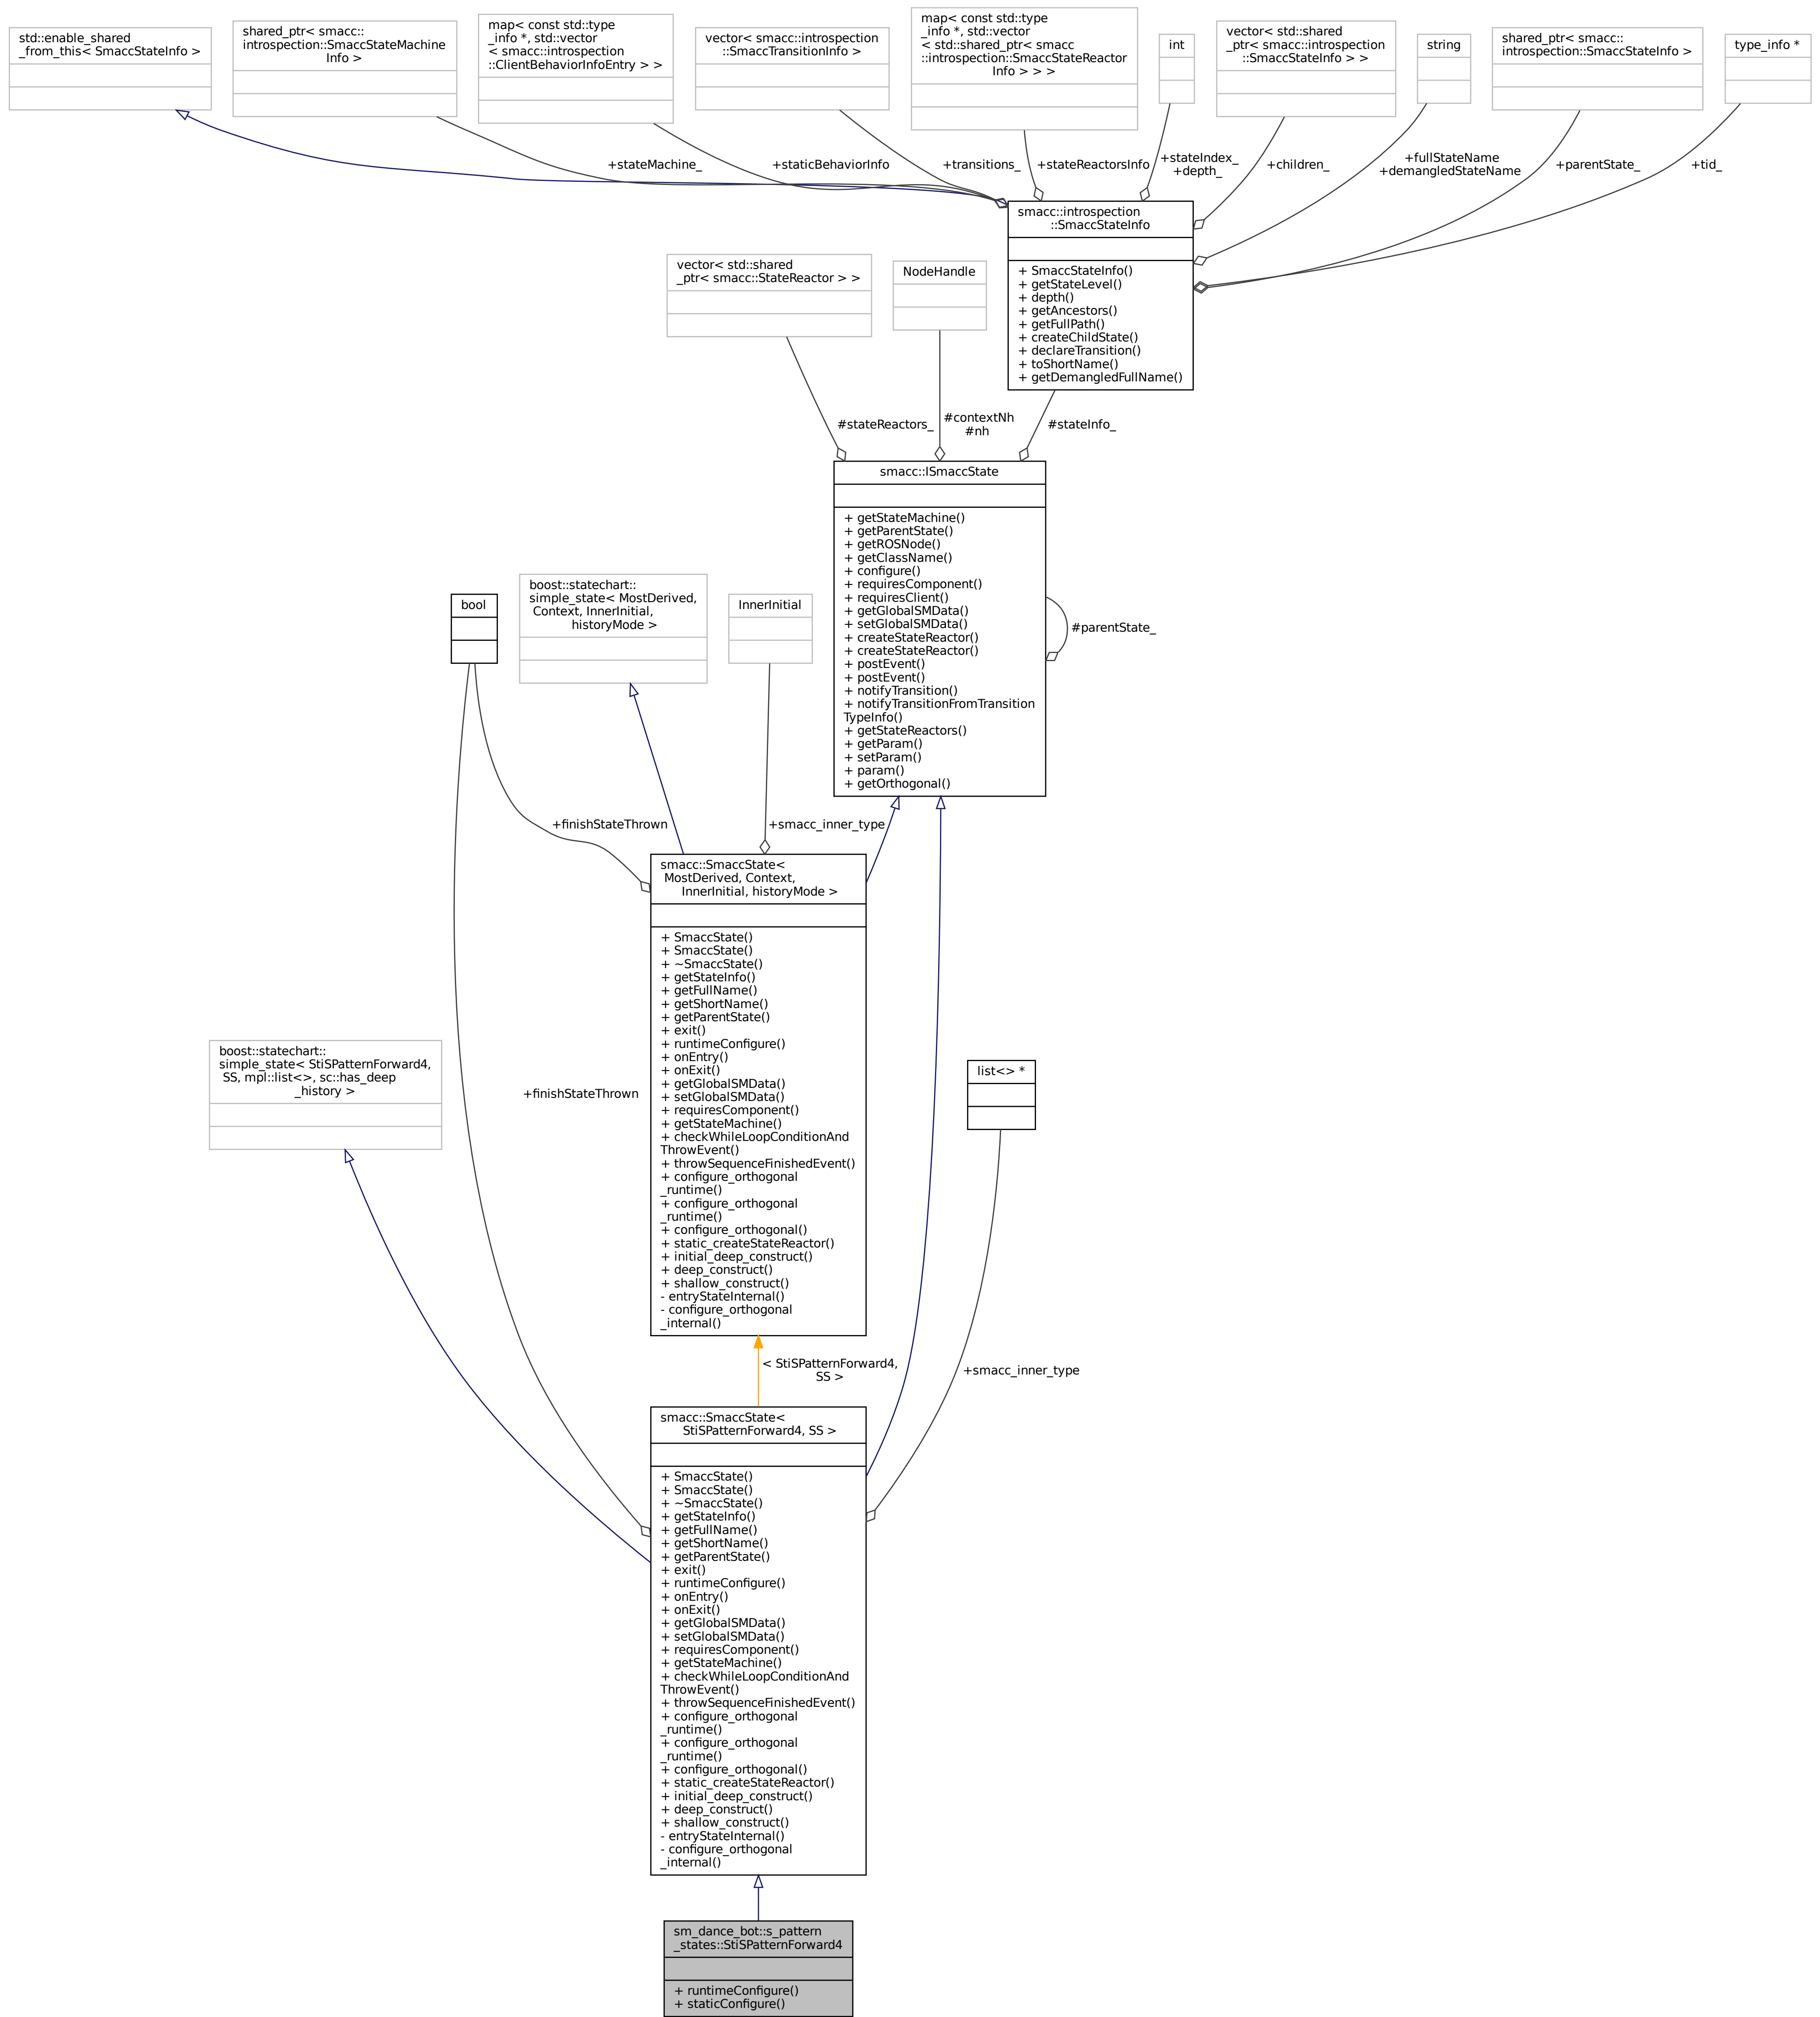 std::enable_shared
_from_this< SmaccStateInfo >
shared_ptr< smacc::
introspection::SmaccStateMachine
Info >
map< const std::type
_info *, std::vector
< smacc::introspection
::ClientBehaviorInfoEntry > >
vector< smacc::introspection
::SmaccTransitionInfo >
map< const std::type
_info *, std::vector
< std::shared_ptr< smacc
::introspection::SmaccStateReactor
Info > > >
int
vector< std::shared
_ptr< smacc::introspection
::SmaccStateInfo > >
string
shared_ptr< smacc::
introspection::SmaccStateInfo >
type_info *
+stateMachine_
+staticBehaviorInfo
+transitions_
+stateReactorsInfo
+stateIndex_
+depth_
+children_
+fullStateName
+demangledStateName
+parentState_
+tid_
smacc::introspection
::SmaccStateInfo
+ SmaccStateInfo()
+ getStateLevel()
+ depth()
+ getAncestors()
+ getFullPath()
+ createChildState()
+ declareTransition()
+ toShortName()
+ getDemangledFullName()
vector< std::shared
_ptr< smacc::StateReactor > >
NodeHandle
#stateReactors_
#contextNh
#nh
#stateInfo_
smacc::ISmaccState
+ getStateMachine()
+ getParentState()
+ getROSNode()
+ getClassName()
+ configure()
+ requiresComponent()
+ requiresClient()
+ getGlobalSMData()
+ setGlobalSMData()
+ createStateReactor()
+ createStateReactor()
+ postEvent()
+ postEvent()
+ notifyTransition()
+ notifyTransitionFromTransition
TypeInfo()
+ getStateReactors()
+ getParam()
+ setParam()
+ param()
+ getOrthogonal()
#parentState_
bool
boost::statechart::
simple_state< MostDerived,
Context, InnerInitial,
historyMode >
InnerInitial
+finishStateThrown
+smacc_inner_type
smacc::SmaccState<
MostDerived, Context,
InnerInitial, historyMode >
+ SmaccState()
+ SmaccState()
+ ~SmaccState()
+ getStateInfo()
+ getFullName()
+ getShortName()
+ getParentState()
+ exit()
+ runtimeConfigure()
+ onEntry()
+ onExit()
+ getGlobalSMData()
+ setGlobalSMData()
+ requiresComponent()
+ getStateMachine()
+ checkWhileLoopConditionAnd
ThrowEvent()
+ throwSequenceFinishedEvent()
+ configure_orthogonal
_runtime()
+ configure_orthogonal
_runtime()
+ configure_orthogonal()
+ static_createStateReactor()
+ initial_deep_construct()
+ deep_construct()
+ shallow_construct()
- entryStateInternal()
- configure_orthogonal
_internal()
boost::statechart::
simple_state< StiSPatternForward4,
SS, mpl::list<>, sc::has_deep
_history >
+finishStateThrown
list<> *
< StiSPatternForward4,
SS >
+smacc_inner_type
smacc::SmaccState<
StiSPatternForward4, SS >
+ SmaccState()
+ SmaccState()
+ ~SmaccState()
+ getStateInfo()
+ getFullName()
+ getShortName()
+ getParentState()
+ exit()
+ runtimeConfigure()
+ onEntry()
+ onExit()
+ getGlobalSMData()
+ setGlobalSMData()
+ requiresComponent()
+ getStateMachine()
+ checkWhileLoopConditionAnd
ThrowEvent()
+ throwSequenceFinishedEvent()
+ configure_orthogonal
_runtime()
+ configure_orthogonal
_runtime()
+ configure_orthogonal()
+ static_createStateReactor()
+ initial_deep_construct()
+ deep_construct()
+ shallow_construct()
- entryStateInternal()
- configure_orthogonal
_internal()
sm_dance_bot::s_pattern
_states::StiSPatternForward4
+ runtimeConfigure()
+ staticConfigure()